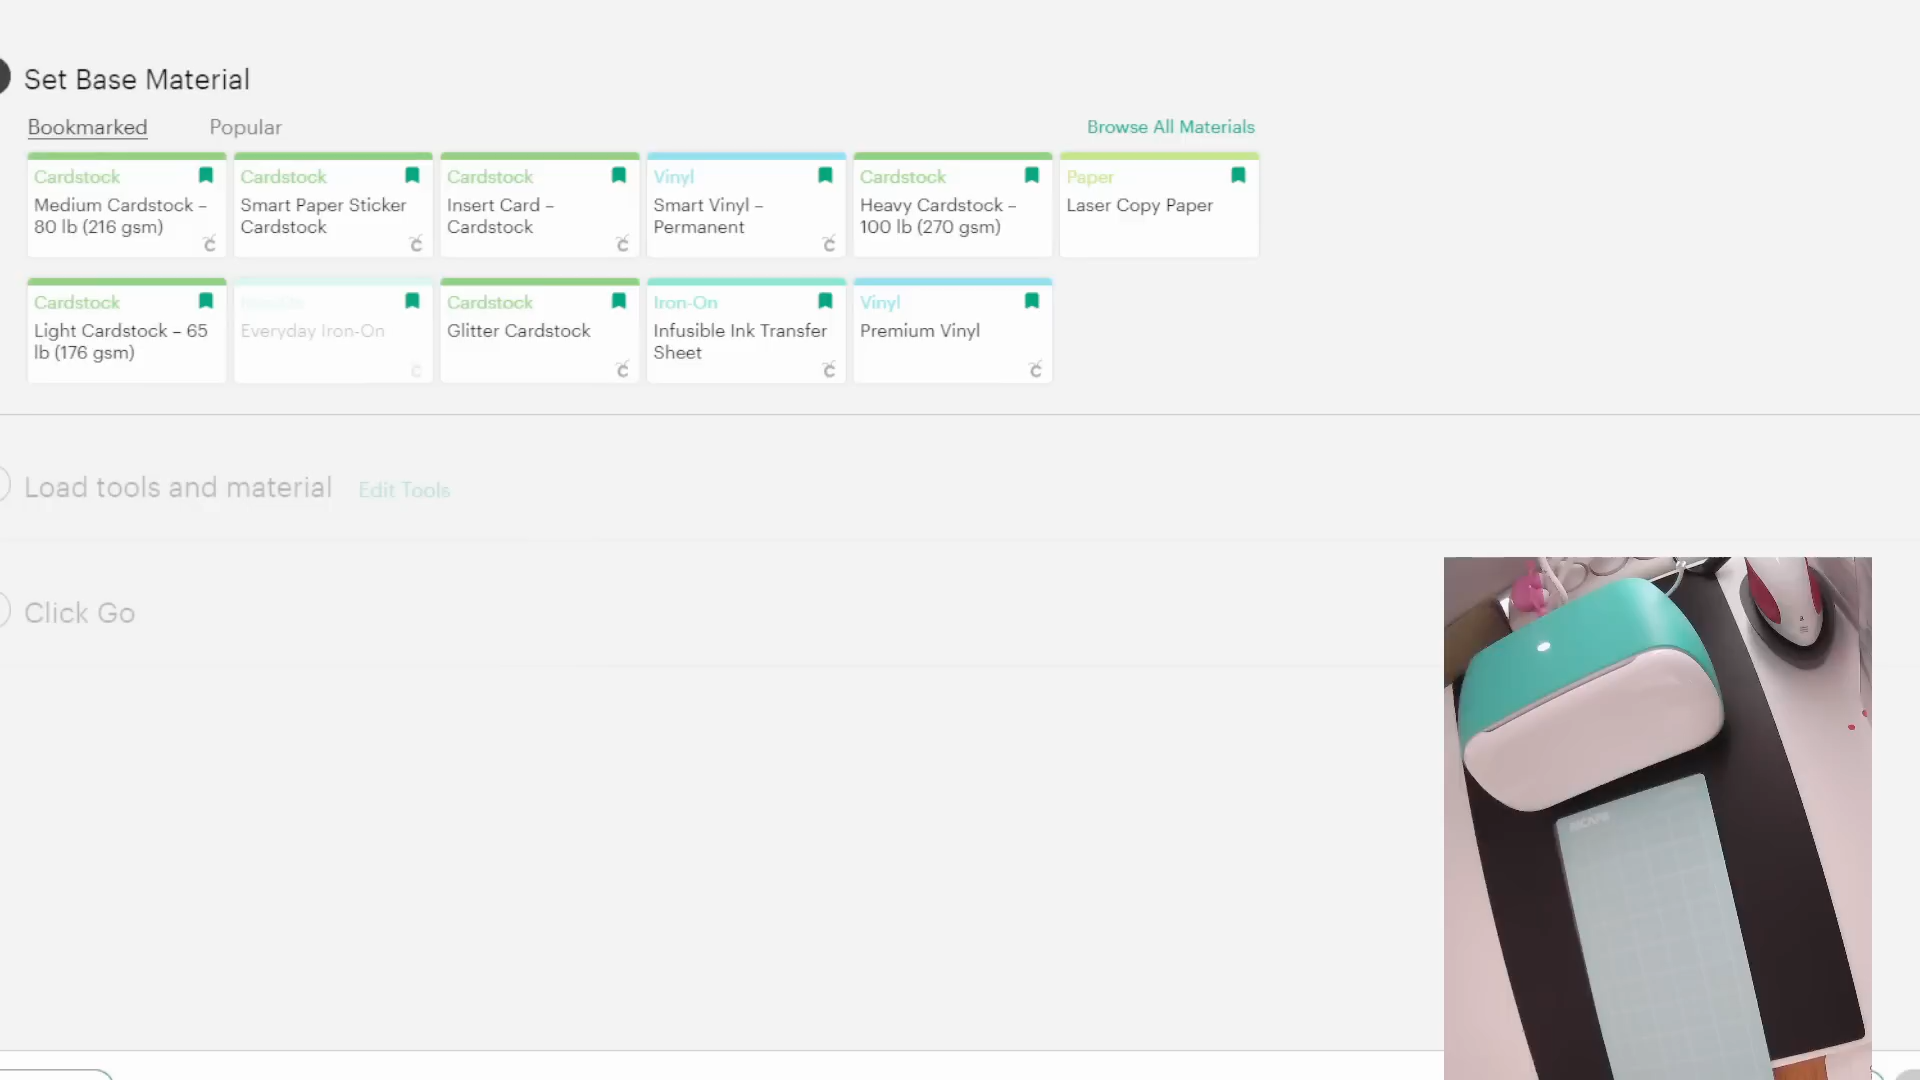 Set Base Material
Bookmarked
Popular
Browse All Materials
Cardstock
Medium Cardstock –
80 lb (216 gsm)
Cardstock
Smart Paper Sticker
Cardstock
Cardstock
Insert Card –
Cardstock
Vinyl
Smart Vinyl –
Permanent
Cardstock
Heavy Cardstock –
100 lb (270 gsm)
Paper
Laser Copy Paper
Cardstock
Light Cardstock – 65
lb (176 gsm)
Everyday Iron-On
Cardstock
Glitter Cardstock
Iron-On
Infusible Ink Transfer
Sheet
Vinyl
Premium Vinyl
Load tools and material
Edit Tools
Click Go